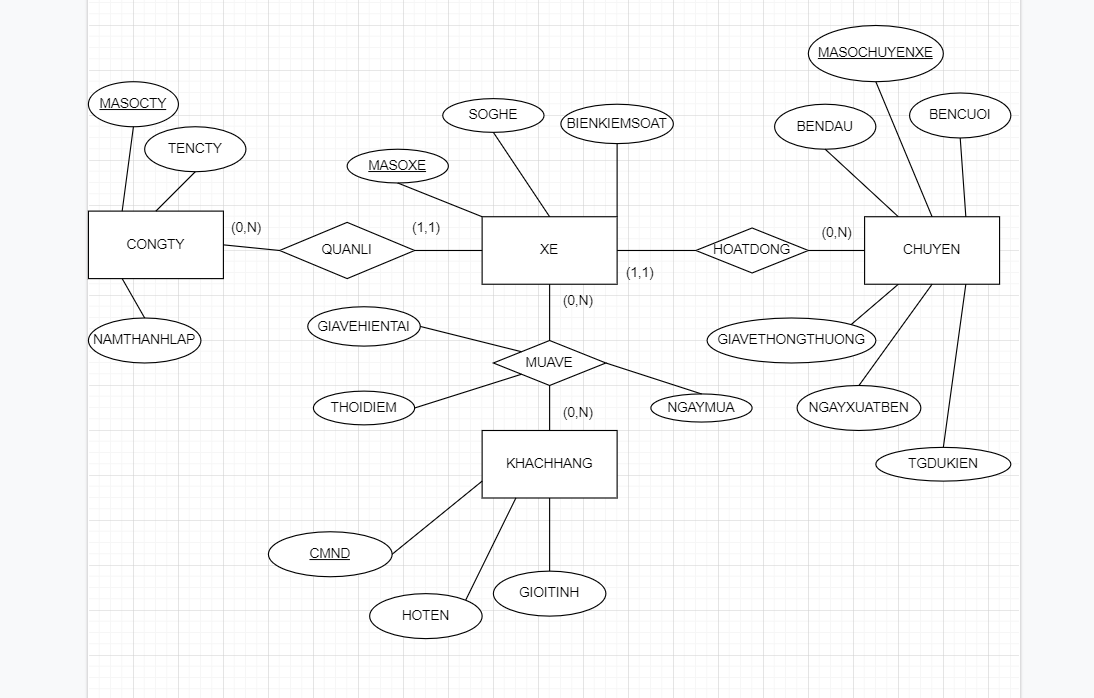 MASOCHUYENXE
MASOCTY
SOGHE
BIENKIEMSOAT
BENDAU
BENCUOI
TENCTY
MASOXE
(0,N)
(1,1)
(0,N)
CONGTY
QUANLI
XE
HOATDONG
CHUYEN
(1,1)
(0,N)
GIAVEHIENTAI
NAMTHANHLAP
GIAVETHONGTHUONG
MUAVE
THOIDIEM
NGAYMUA
NGAYXUATBEN
(0,N)
KHACHHANG
TGDUKIEN
CMND
GIOITINH
HOTEN